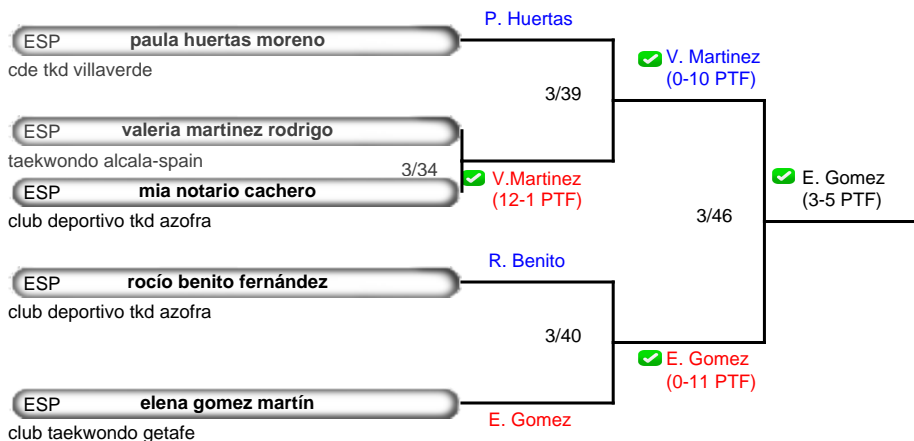 P. Huertas
ESP paula huertas moreno
cde tkd villaverde
V. Martinez
(0-10 PTF)
3/39
ESP valeria martinez rodrigo
taekwondo alcala-spain
3/34
V.Martinez
(12-1 PTF)
ESP mia notario cachero
club deportivo tkd azofra
E. Gomez
(3-5 PTF)
3/46
R. Benito
ESP rocío benito fernández
club deportivo tkd azofra
3/40
E. Gomez
(0-11 PTF)
ESP elena gomez martín
E. Gomez
club taekwondo getafe